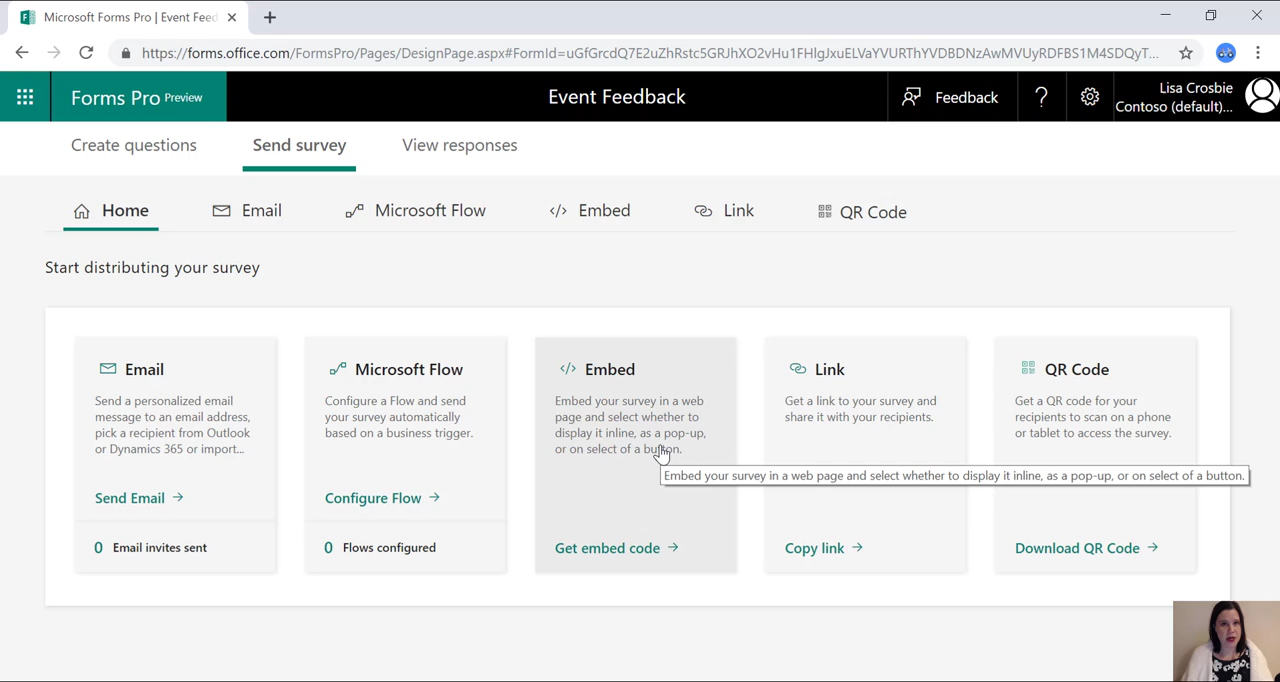 Microsoft Forms Pro | Event Feed
https://forms.office.com/FormsPro/Pages/DesignPage.aspx#FormId=uGfGrcdQ7E2uZhRstc5GRJhXO2vHu1FHlgJxuELVaYVURThYVDBDNzAwMVUyRDFBS1M4SDQyT...
Forms Pro Preview
Event Feedback
Feedback
?
Lisa Crosbie
Contoso (default)...
Create questions
Send survey
View responses
Home
Email
Microsoft Flow
</> Embed
Link
QR Code
Start distributing your survey
Email
Send a personalized email
message to an email address,
pick a recipient from Outlook
or Dynamics 365 or import...
Send Email →
0 Email invites sent
Microsoft Flow
Configure a Flow and send
your survey automatically
based on a business trigger.
Configure Flow →
0 Flows configured
</> Embed
Embed your survey in a web
page and select whether to
display it inline, as a pop-up,
or on select of a button.
Embed your survey in a web page and select whether to display it inline, as a pop-up, or on select of a button.
Get embed code →
Link
Get a link to your survey and
share it with your recipients.
Copy link →
QR Code
Get a QR code for your
recipients to scan on a phone
or tablet to access the survey.
Download QR Code →